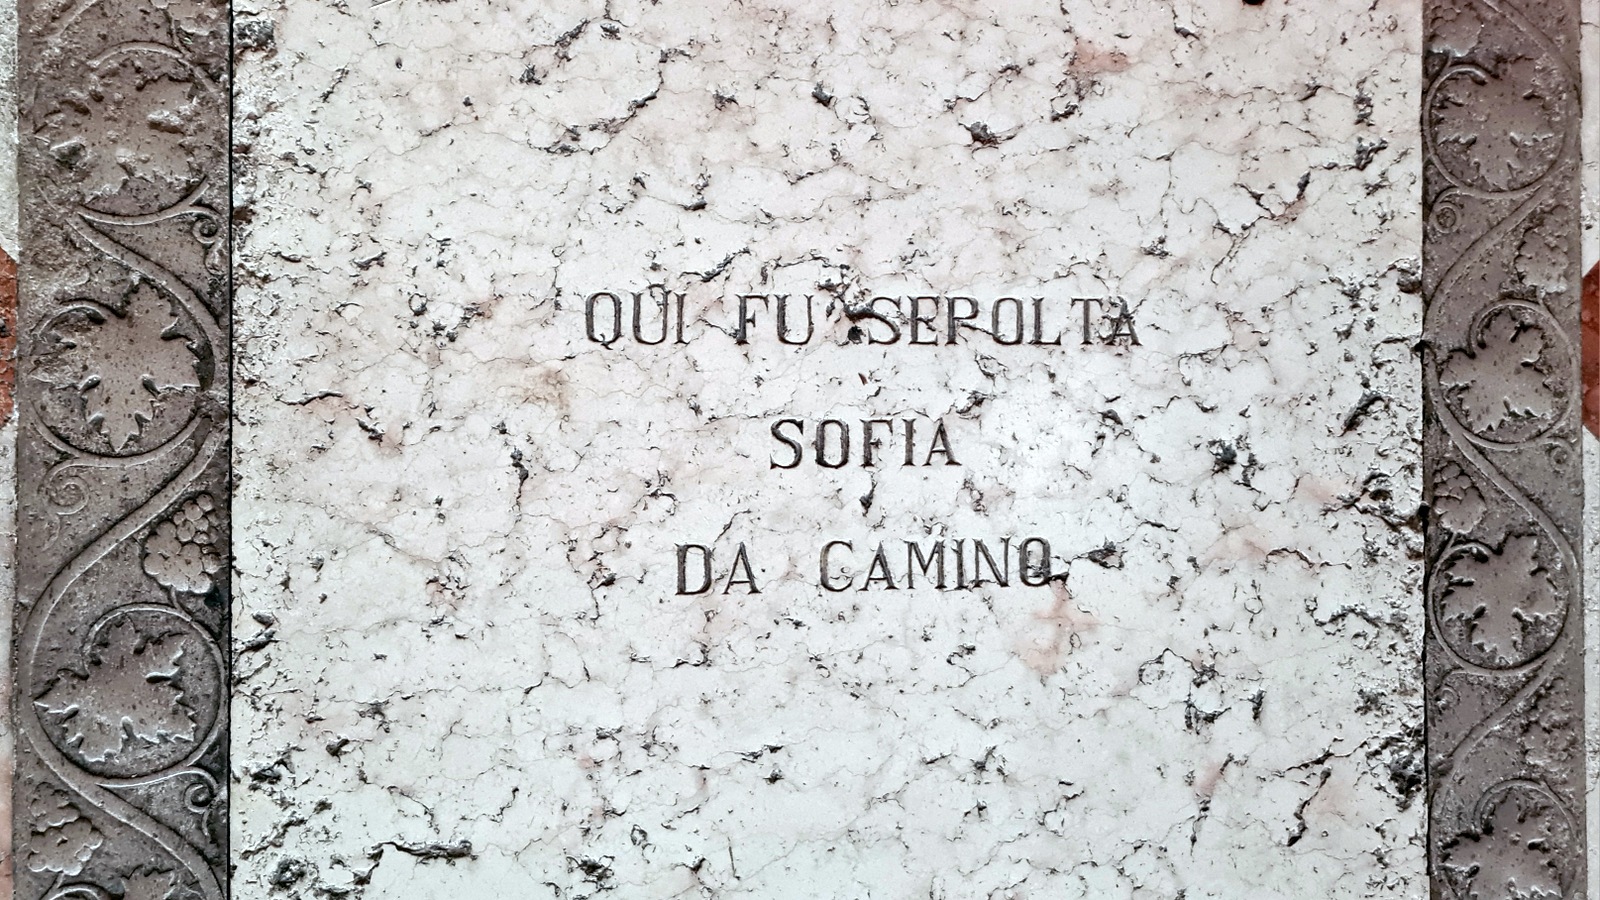 QUI FU SEPOLTA
SOFIA
DA CAMINO